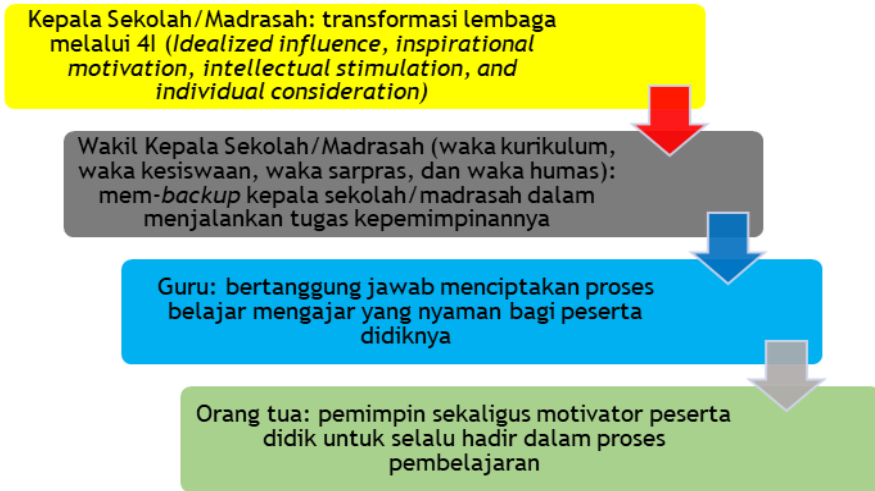 Kepala Sekolah/Madrasah: transformasi lembaga
melalui 4I (Idealized influence, inspirational
motivation, intellectual stimulation, and
individual consideration)
Wakil Kepala Sekolah/Madrasah (waka kurikulum,
waka kesiswaan, waka sarpras, dan waka humas):
mem-backup kepala sekolah/madrasah dalam
menjalankan tugas kepemimpinannya
Guru: bertanggung jawab menciptakan proses
belajar mengajar yang nyaman bagi peserta
didiknya
Orang tua: pemimpin sekaligus motivator peserta
didik untuk selalu hadir dalam proses
pembelajaran